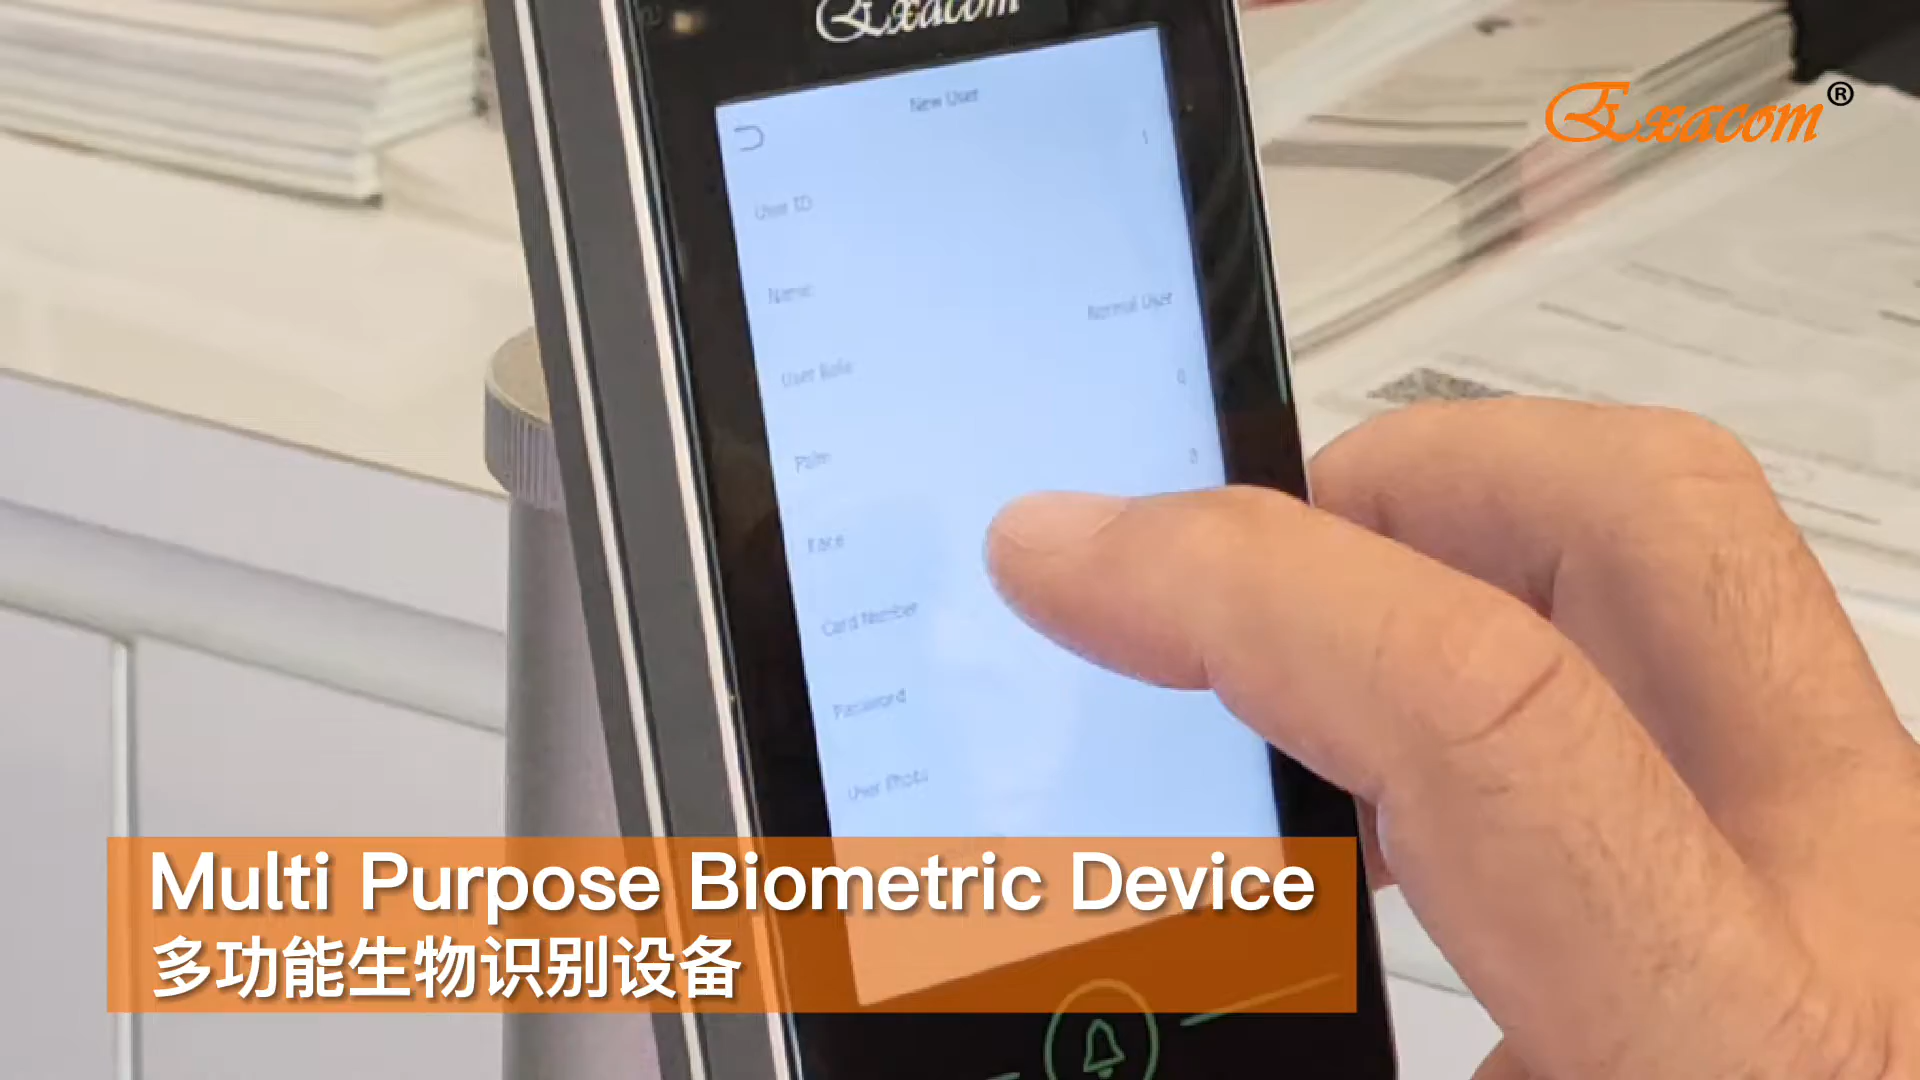 Exacom
Exacom®
New User
User ID
1
Name
User Role
Normal User
Palm
0
Face
0
Card Number
Password
User Photo
Multi Purpose Biometric Device
多功能生物识别设备